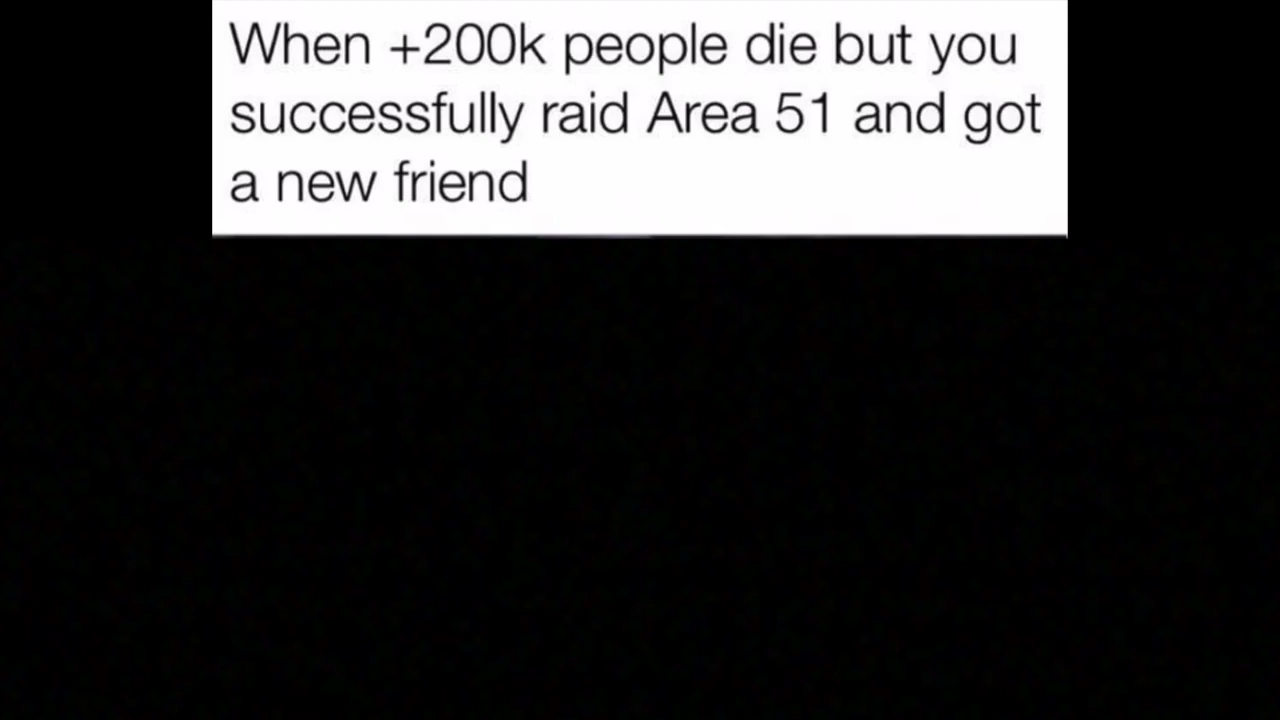 When +200k people die but you
successfully raid Area 51 and got
a new friend